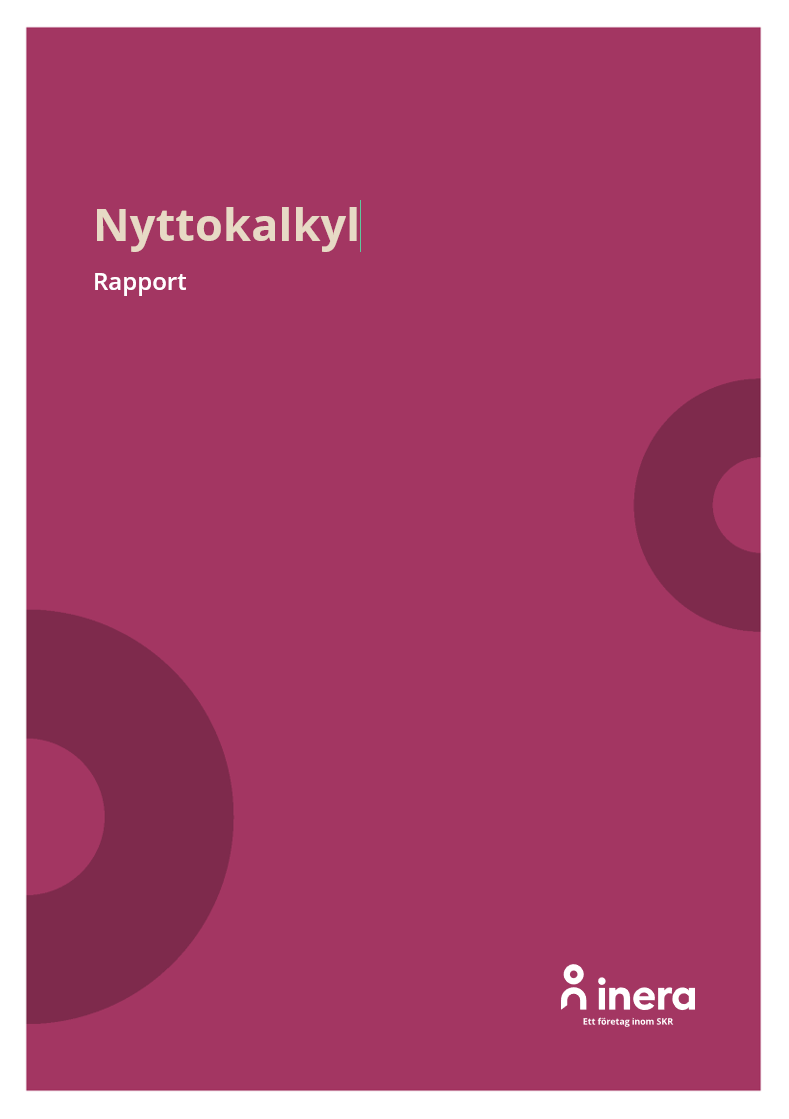 Nyttokalkyl
Rapport
inera
Ett företag inom SKR